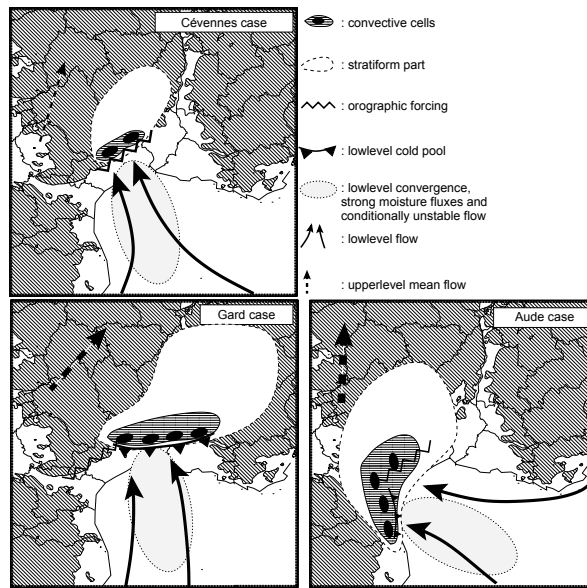 Cévennes case
: convective cells
: stratiform part
: orographic forcing
: lowlevel cold pool
: lowlevel convergence,
strong moisture fluxes and
conditionally unstable flow
: lowlevel flow
: upperlevel mean flow
Gard case
Aude case